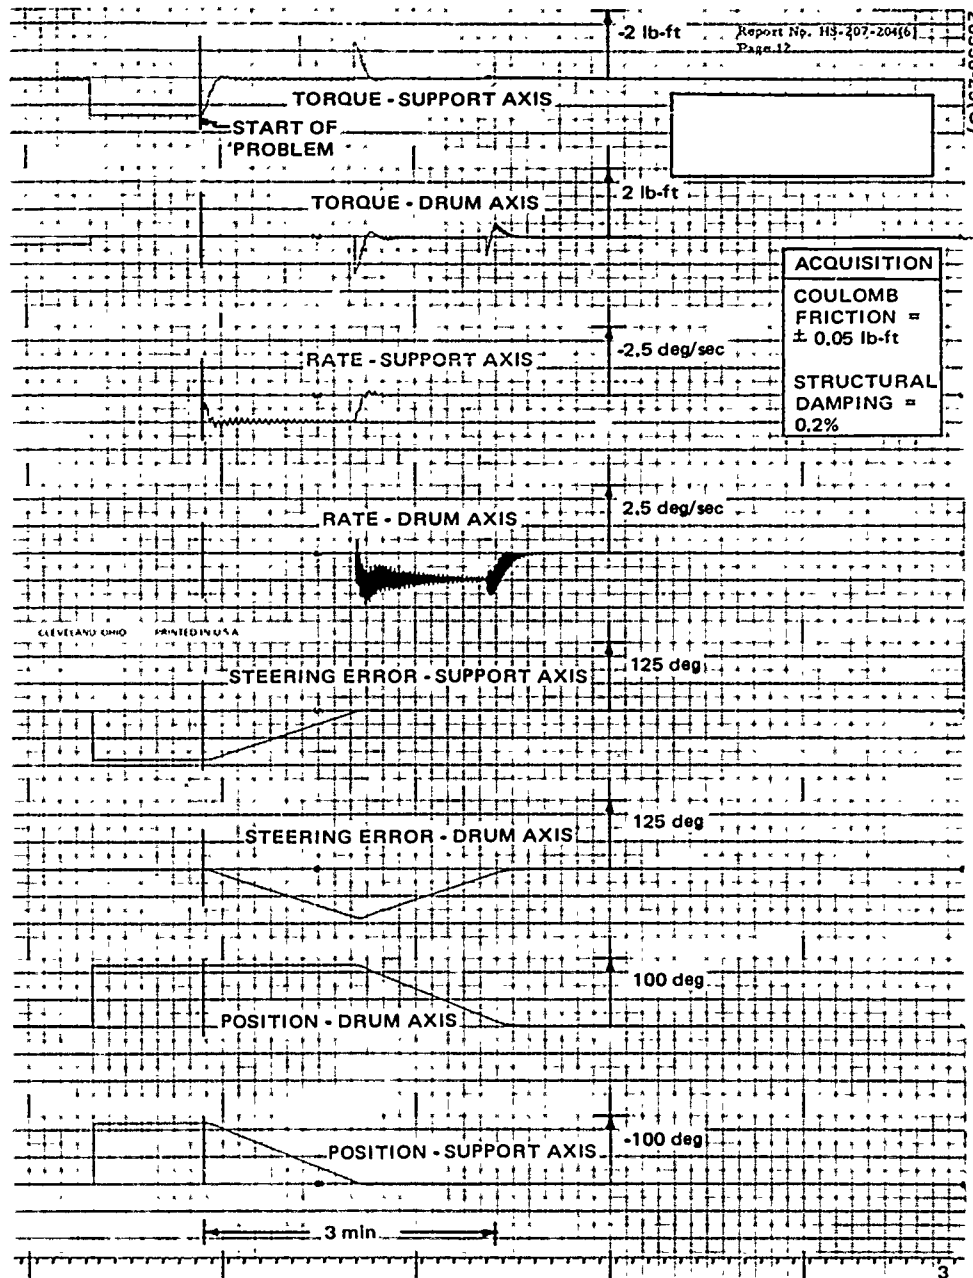 -2 lb-ft
Report No. HS-207-204(6)
Page 12
TORQUE - SUPPORT AXIS
START OF
PROBLEM
2 lb-ft
TORQUE - DRUM AXIS
ACQUISITION
COULOMB
FRICTION =
± 0.05 lb-ft
STRUCTURAL
DAMPING =
0.2%
-2.5 deg/sec
RATE - SUPPORT AXIS
2.5 deg/sec
RATE - DRUM AXIS
CLEVELAND, OHIO PRINTED IN U.S.A.
125 deg
STEERING ERROR - SUPPORT AXIS
125 deg
STEERING ERROR - DRUM AXIS
100 deg
POSITION - DRUM AXIS
-100 deg
POSITION - SUPPORT AXIS
3 min
3